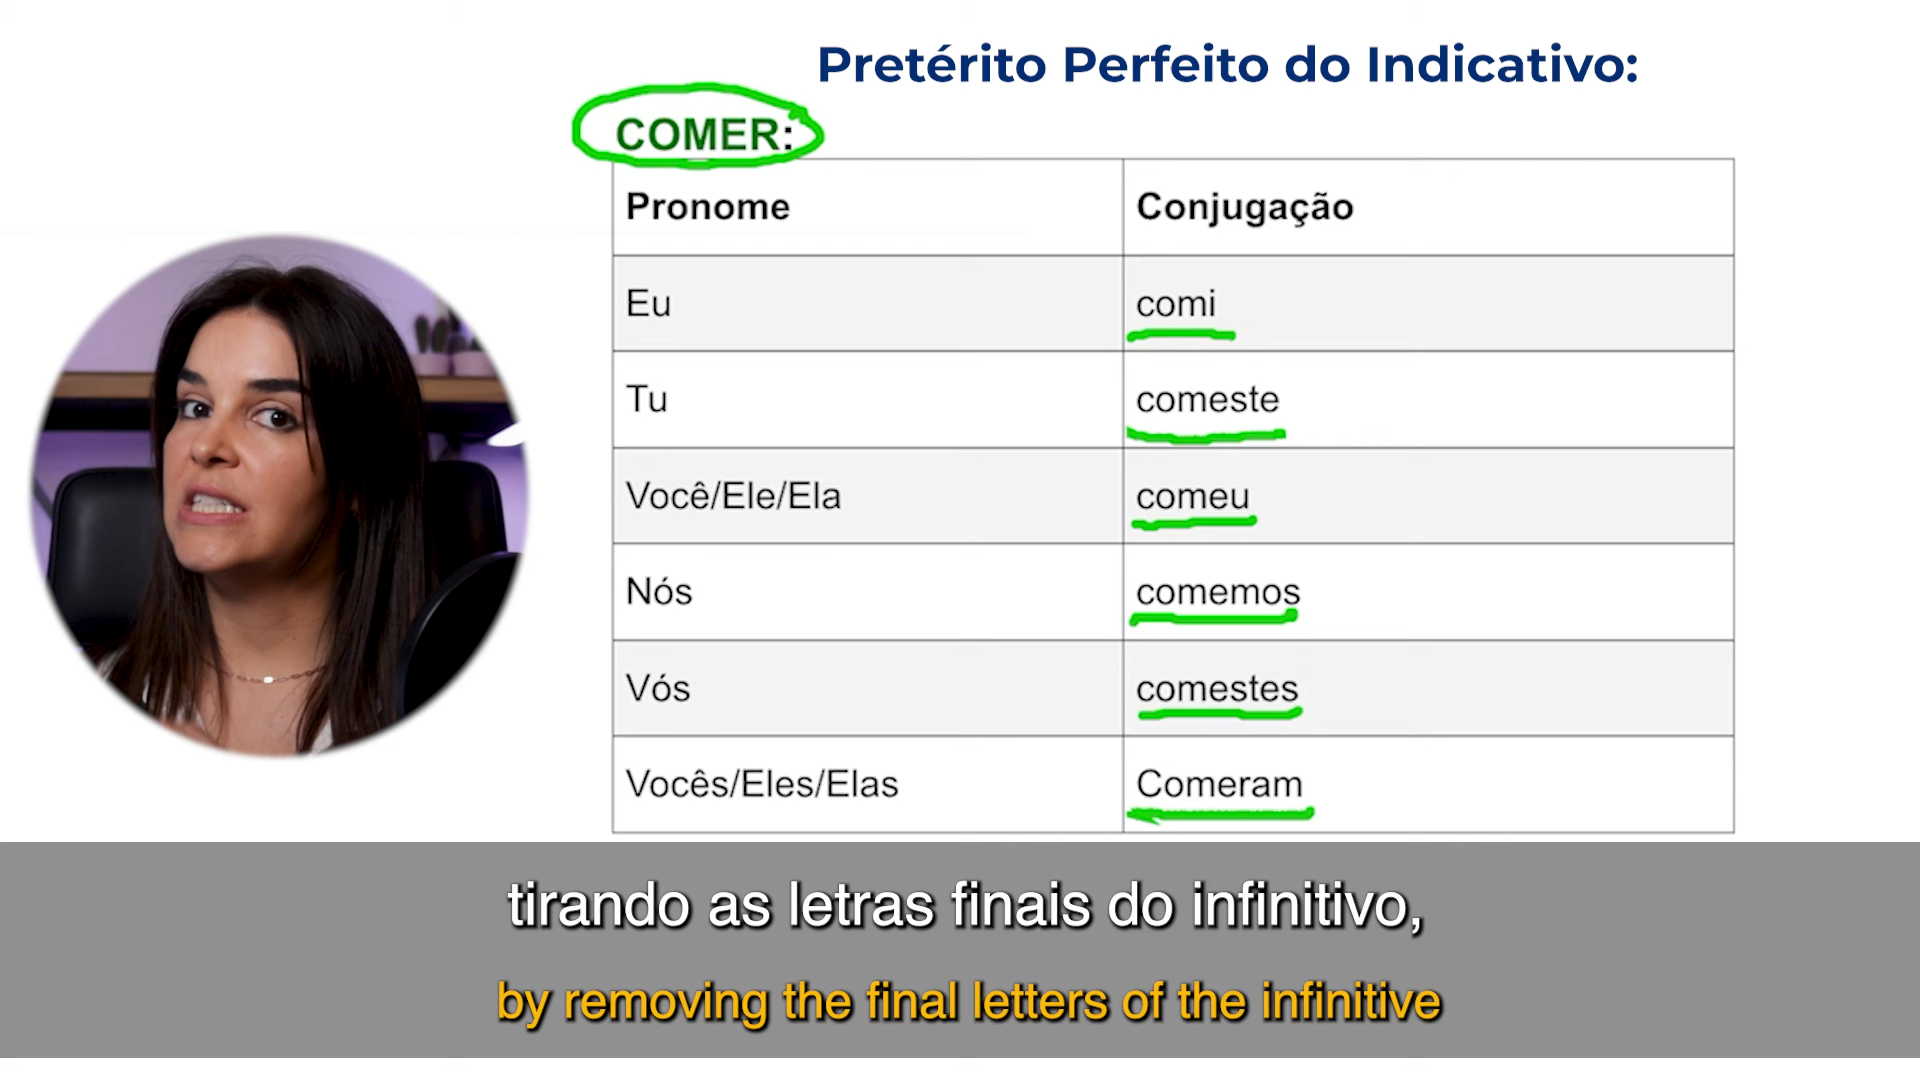 Pretérito Perfeito do Indicativo:
COMER:
Pronome Conjugação
Eu comi
Tu comeste
Você/Ele/Ela comeu
Nós comemos
Vós comestes
Vocês/Eles/Elas Comeram
tirando as letras finais do infinitivo,
by removing the final letters of the infinitive